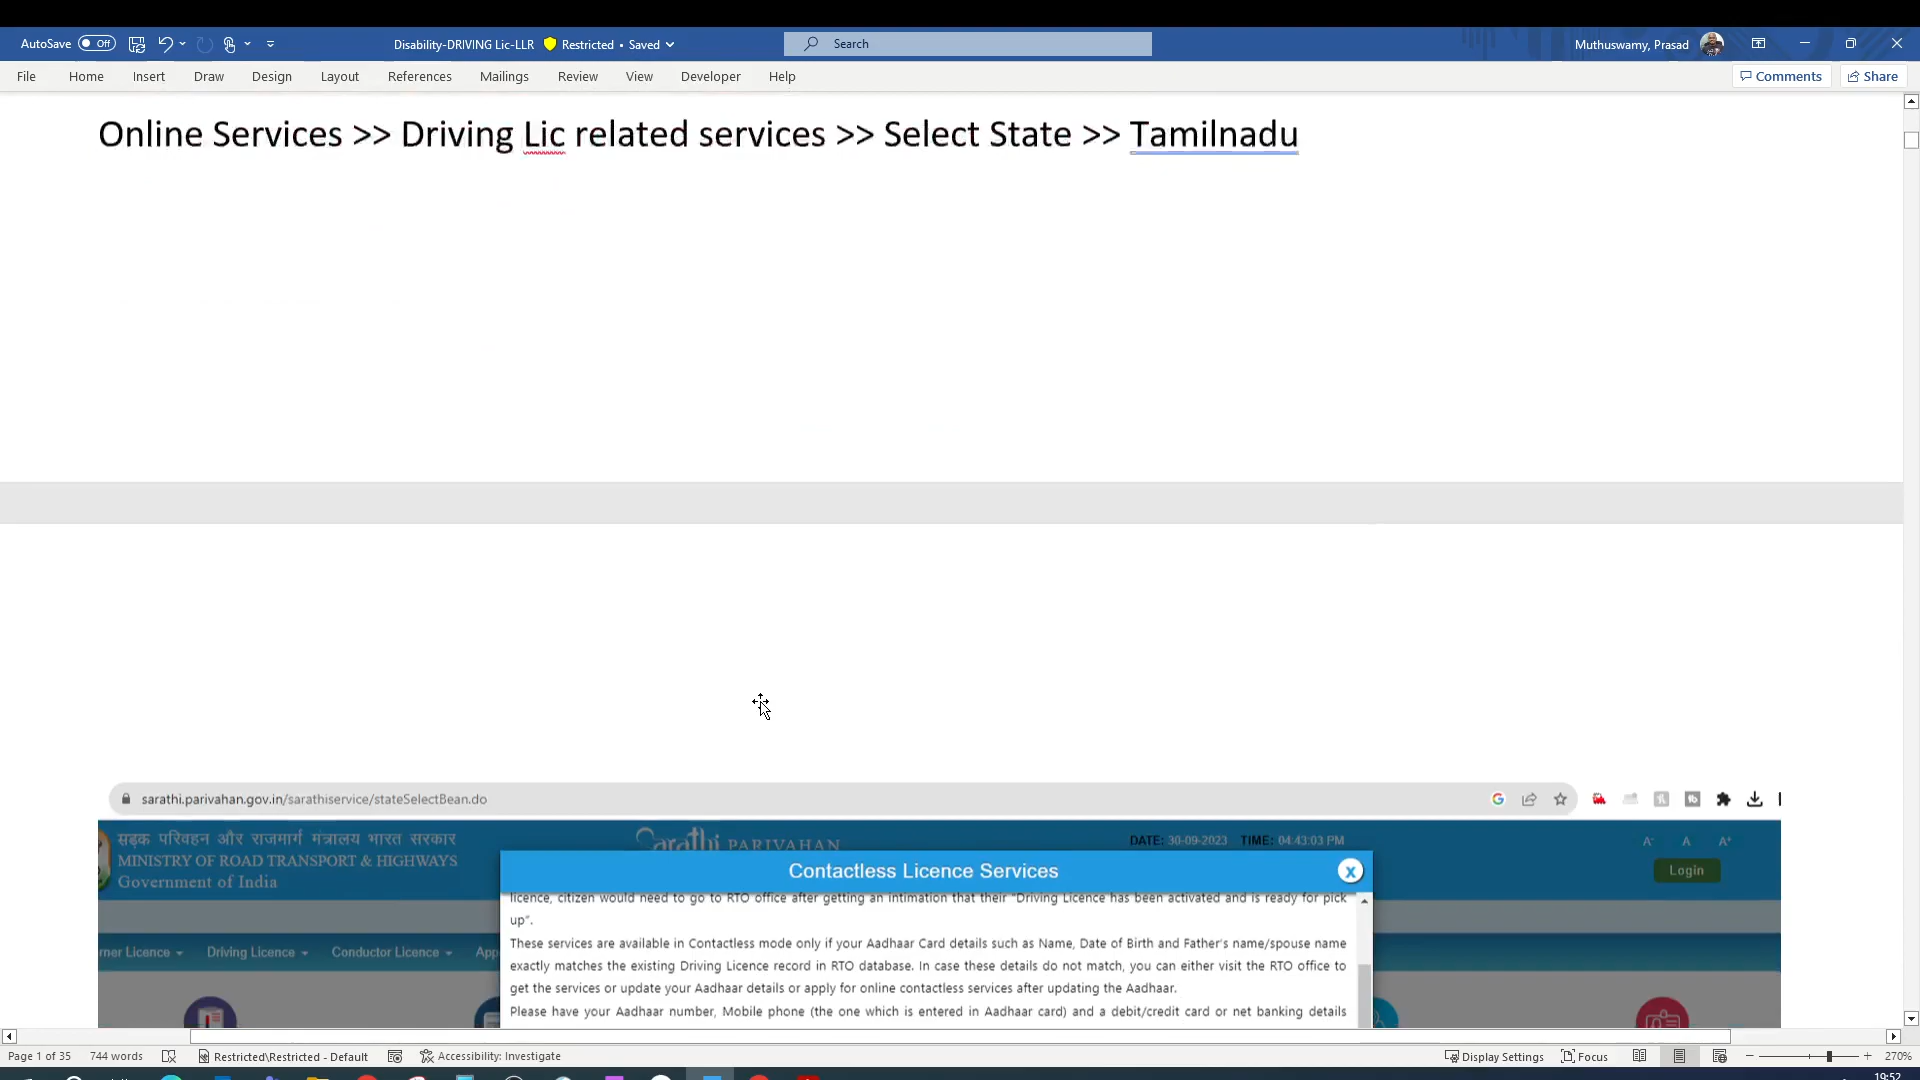 AutoSave Off Disability-DRIVING Lic-LLR Restricted • Saved Search Muthuswamy, Prasad
File Home Insert Draw Design Layout References Mailings Review View Developer Help Comments Share
Online Services >> Driving Lic related services >> Select State >> Tamilnadu
sarathi.parivahan.gov.in/sarathiservice/stateSelectBean.do
सड़क परिवहन और राजमार्ग मंत्रालय भारत सरकार
Sarathi PARIVAHAN
DATE: 30-09-2023 TIME: 04:43:03 PM
A- A A+
MINISTRY OF ROAD TRANSPORT & HIGHWAYS
Government of India
Login
Contactless Licence Services
x
licence, citizen would need to go to RTO office after getting an intimation that their "Driving Licence has been activated and is ready for pick
up".
These services are available in Contactless mode only if your Aadhaar Card details such as Name, Date of Birth and Father's name/spouse name
exactly matches the existing Driving Licence record in RTO database. In case these details do not match, you can either visit the RTO office to
get the services or update your Aadhaar details or apply for online contactless services after updating the Aadhaar.
Please have your Aadhaar number, Mobile phone (the one which is entered in Aadhaar card) and a debit/credit card or net banking details
rner Licence Driving Licence Conductor Licence App
Page 1 of 35 744 words Restricted\Restricted - Default Accessibility: Investigate Display Settings Focus 270%
19:52